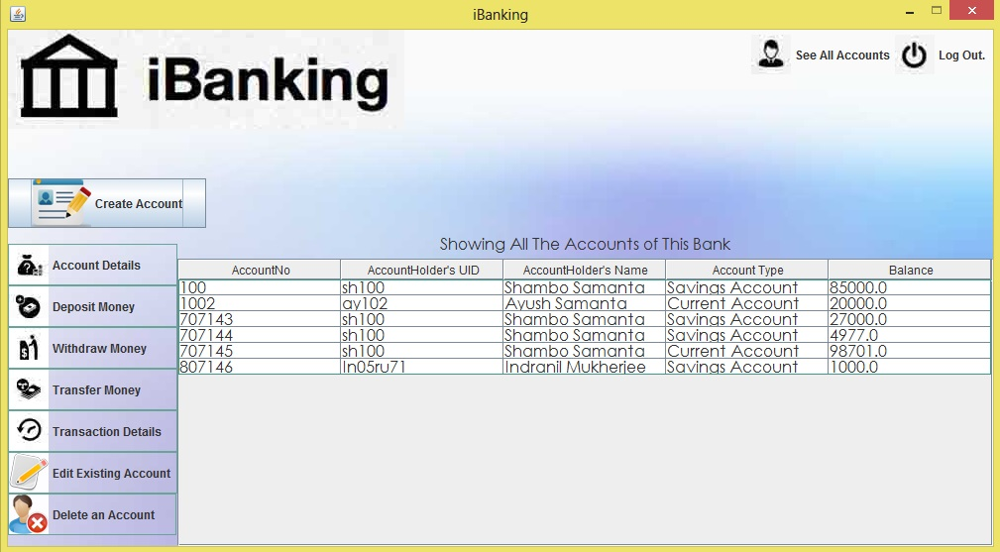 iBanking
iBanking
See All Accounts
Log Out.
Create Account
Account Details
Deposit Money
Withdraw Money
Transfer Money
Transaction Details
Edit Existing Account
Delete an Account
Showing All The Accounts of This Bank
AccountNo AccountHolder's UID AccountHolder's Name Account Type Balance
100 sh100 Shambo Samanta Savings Account 85000.0
1002 ay102 Ayush Samanta Current Account 20000.0
707143 sh100 Shambo Samanta Savings Account 27000.0
707144 sh100 Shambo Samanta Savings Account 4977.0
707145 sh100 Shambo Samanta Current Account 98701.0
807146 In05ru71 Indranil Mukherjee Savings Account 1000.0